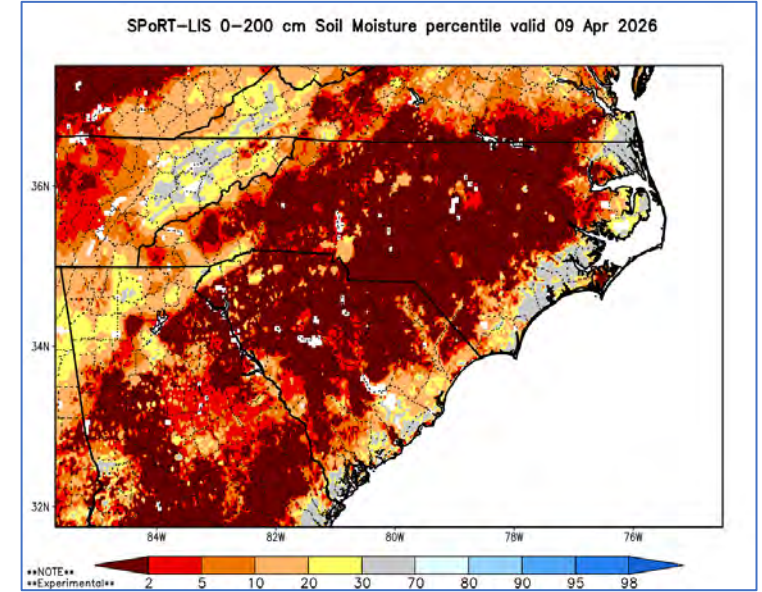 SPoRT-LIS 0-200 cm Soil Moisture percentile valid 09 Apr 2026
36N
34N
32N
84W 82W 80W 78W 76W
**NOTE**
**Experimental**
2 5 10 20 30 70 80 90 95 98